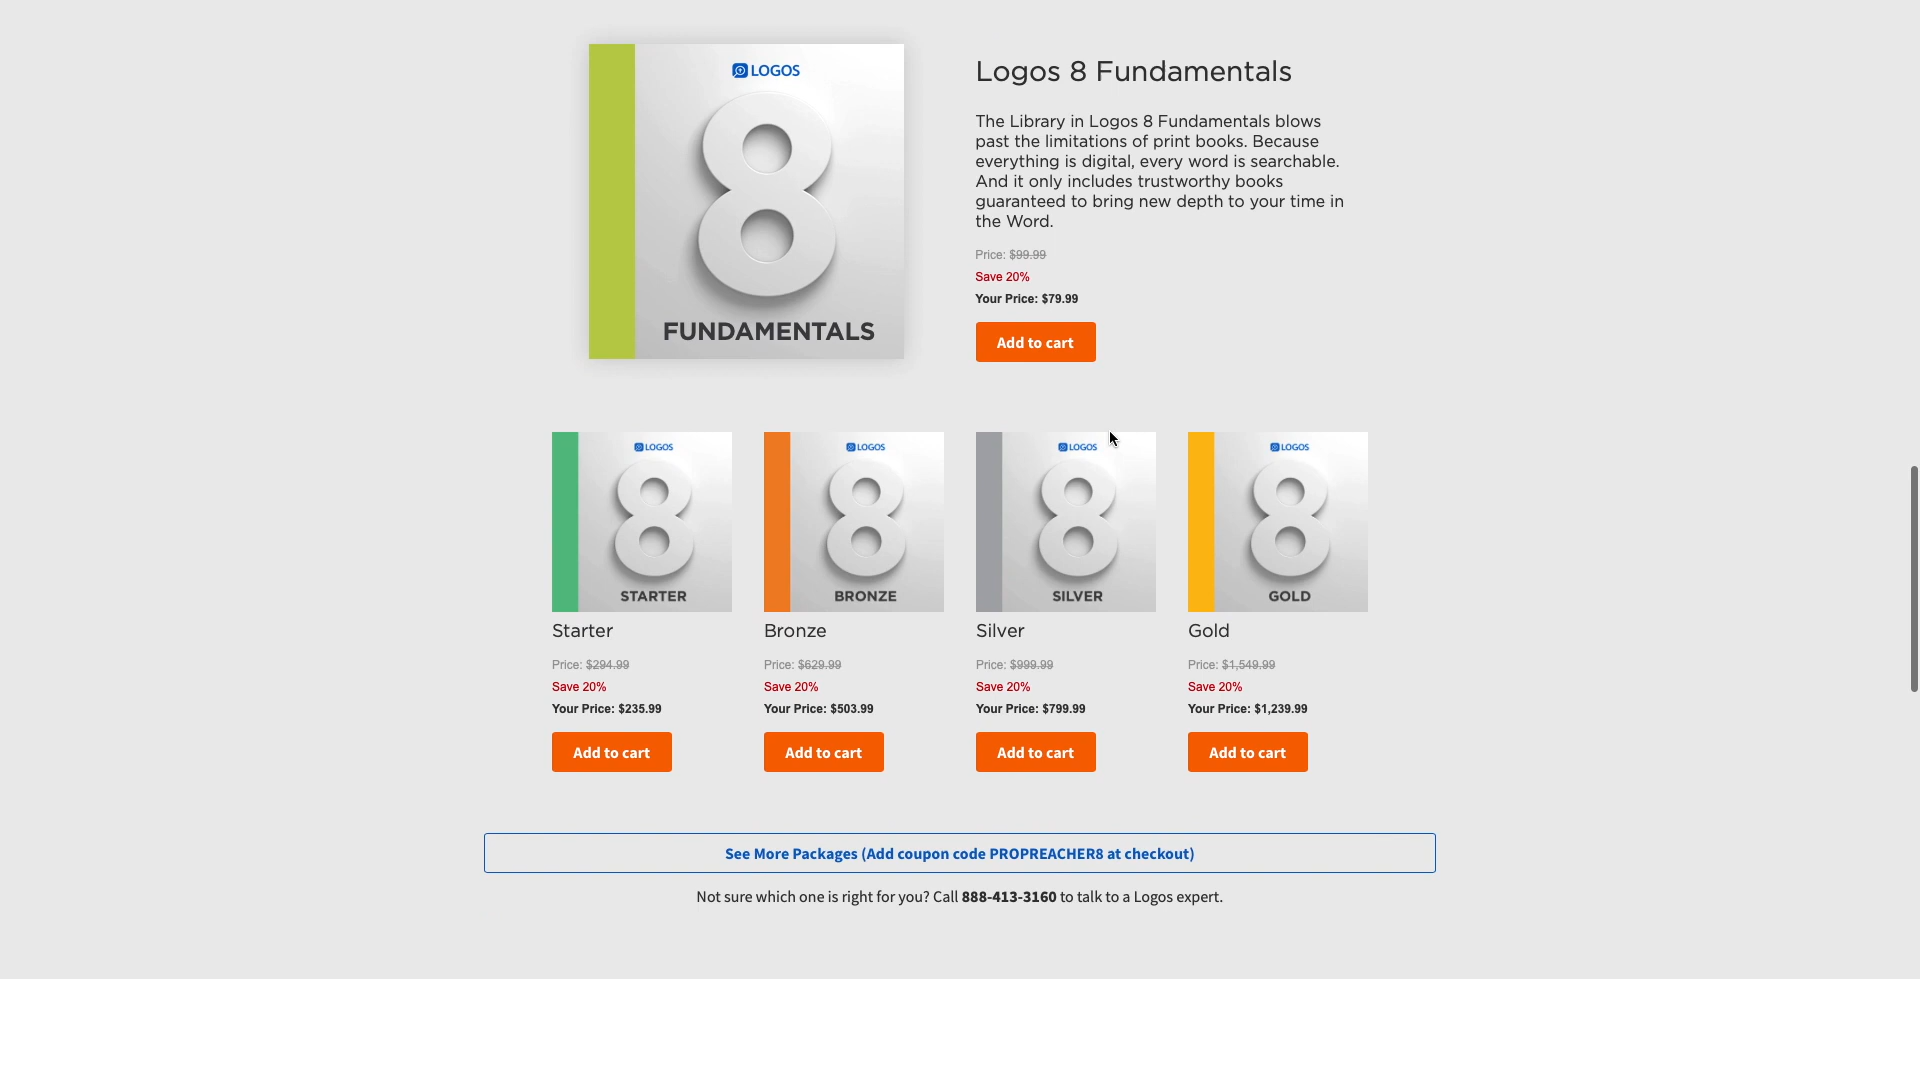 LOGOS
8
FUNDAMENTALS
Logos 8 Fundamentals
The Library in Logos 8 Fundamentals blows
past the limitations of print books. Because
everything is digital, every word is searchable.
And it only includes trustworthy books
guaranteed to bring new depth to your time in
the Word.
Price: $99.99
Save 20%
Your Price: $79.99
Add to cart
LOGOS
8
STARTER
Starter
Price: $294.99
Save 20%
Your Price: $235.99
Add to cart
LOGOS
8
BRONZE
Bronze
Price: $629.99
Save 20%
Your Price: $503.99
Add to cart
LOGOS
8
SILVER
Silver
Price: $999.99
Save 20%
Your Price: $799.99
Add to cart
LOGOS
8
GOLD
Gold
Price: $1,549.99
Save 20%
Your Price: $1,239.99
Add to cart
See More Packages (Add coupon code PROPREACHER8 at checkout)
Not sure which one is right for you? Call 888-413-3160 to talk to a Logos expert.